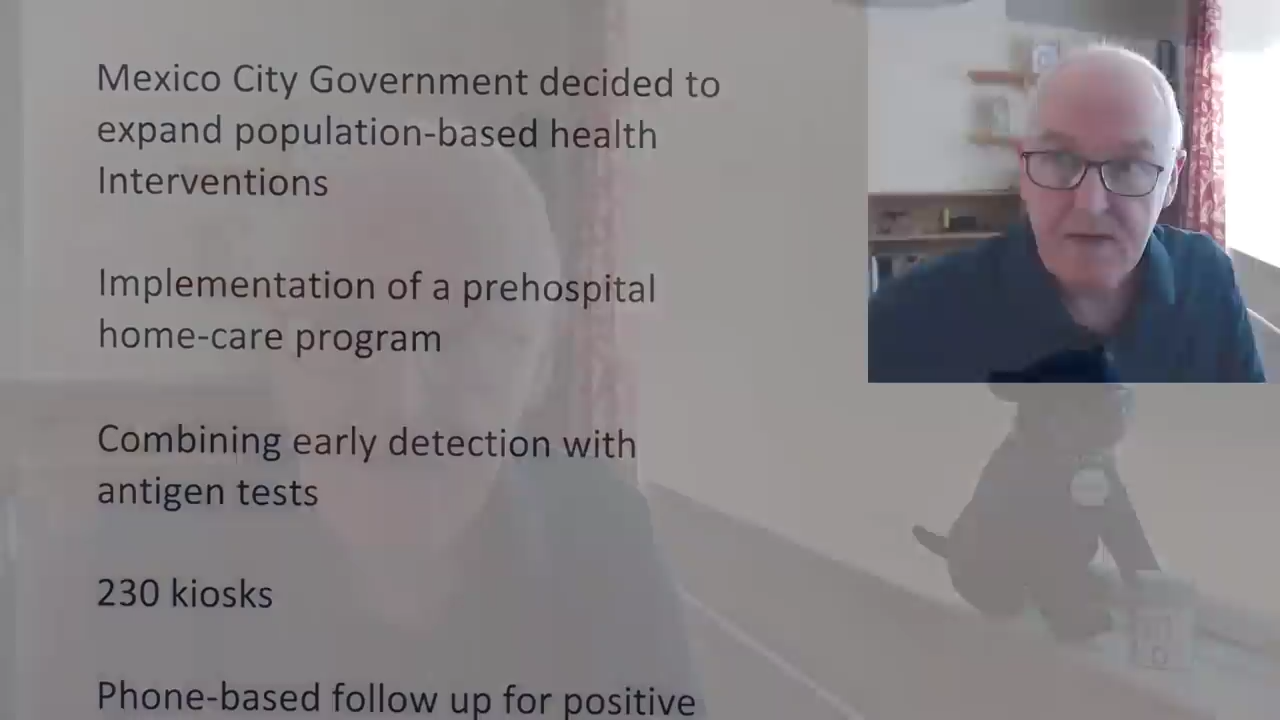 Mexico City Government decided to
expand population-based health
Interventions
Implementation of a prehospital
home-care program
Combining early detection with
antigen tests
230 kiosks
Phone-based follow up for positive